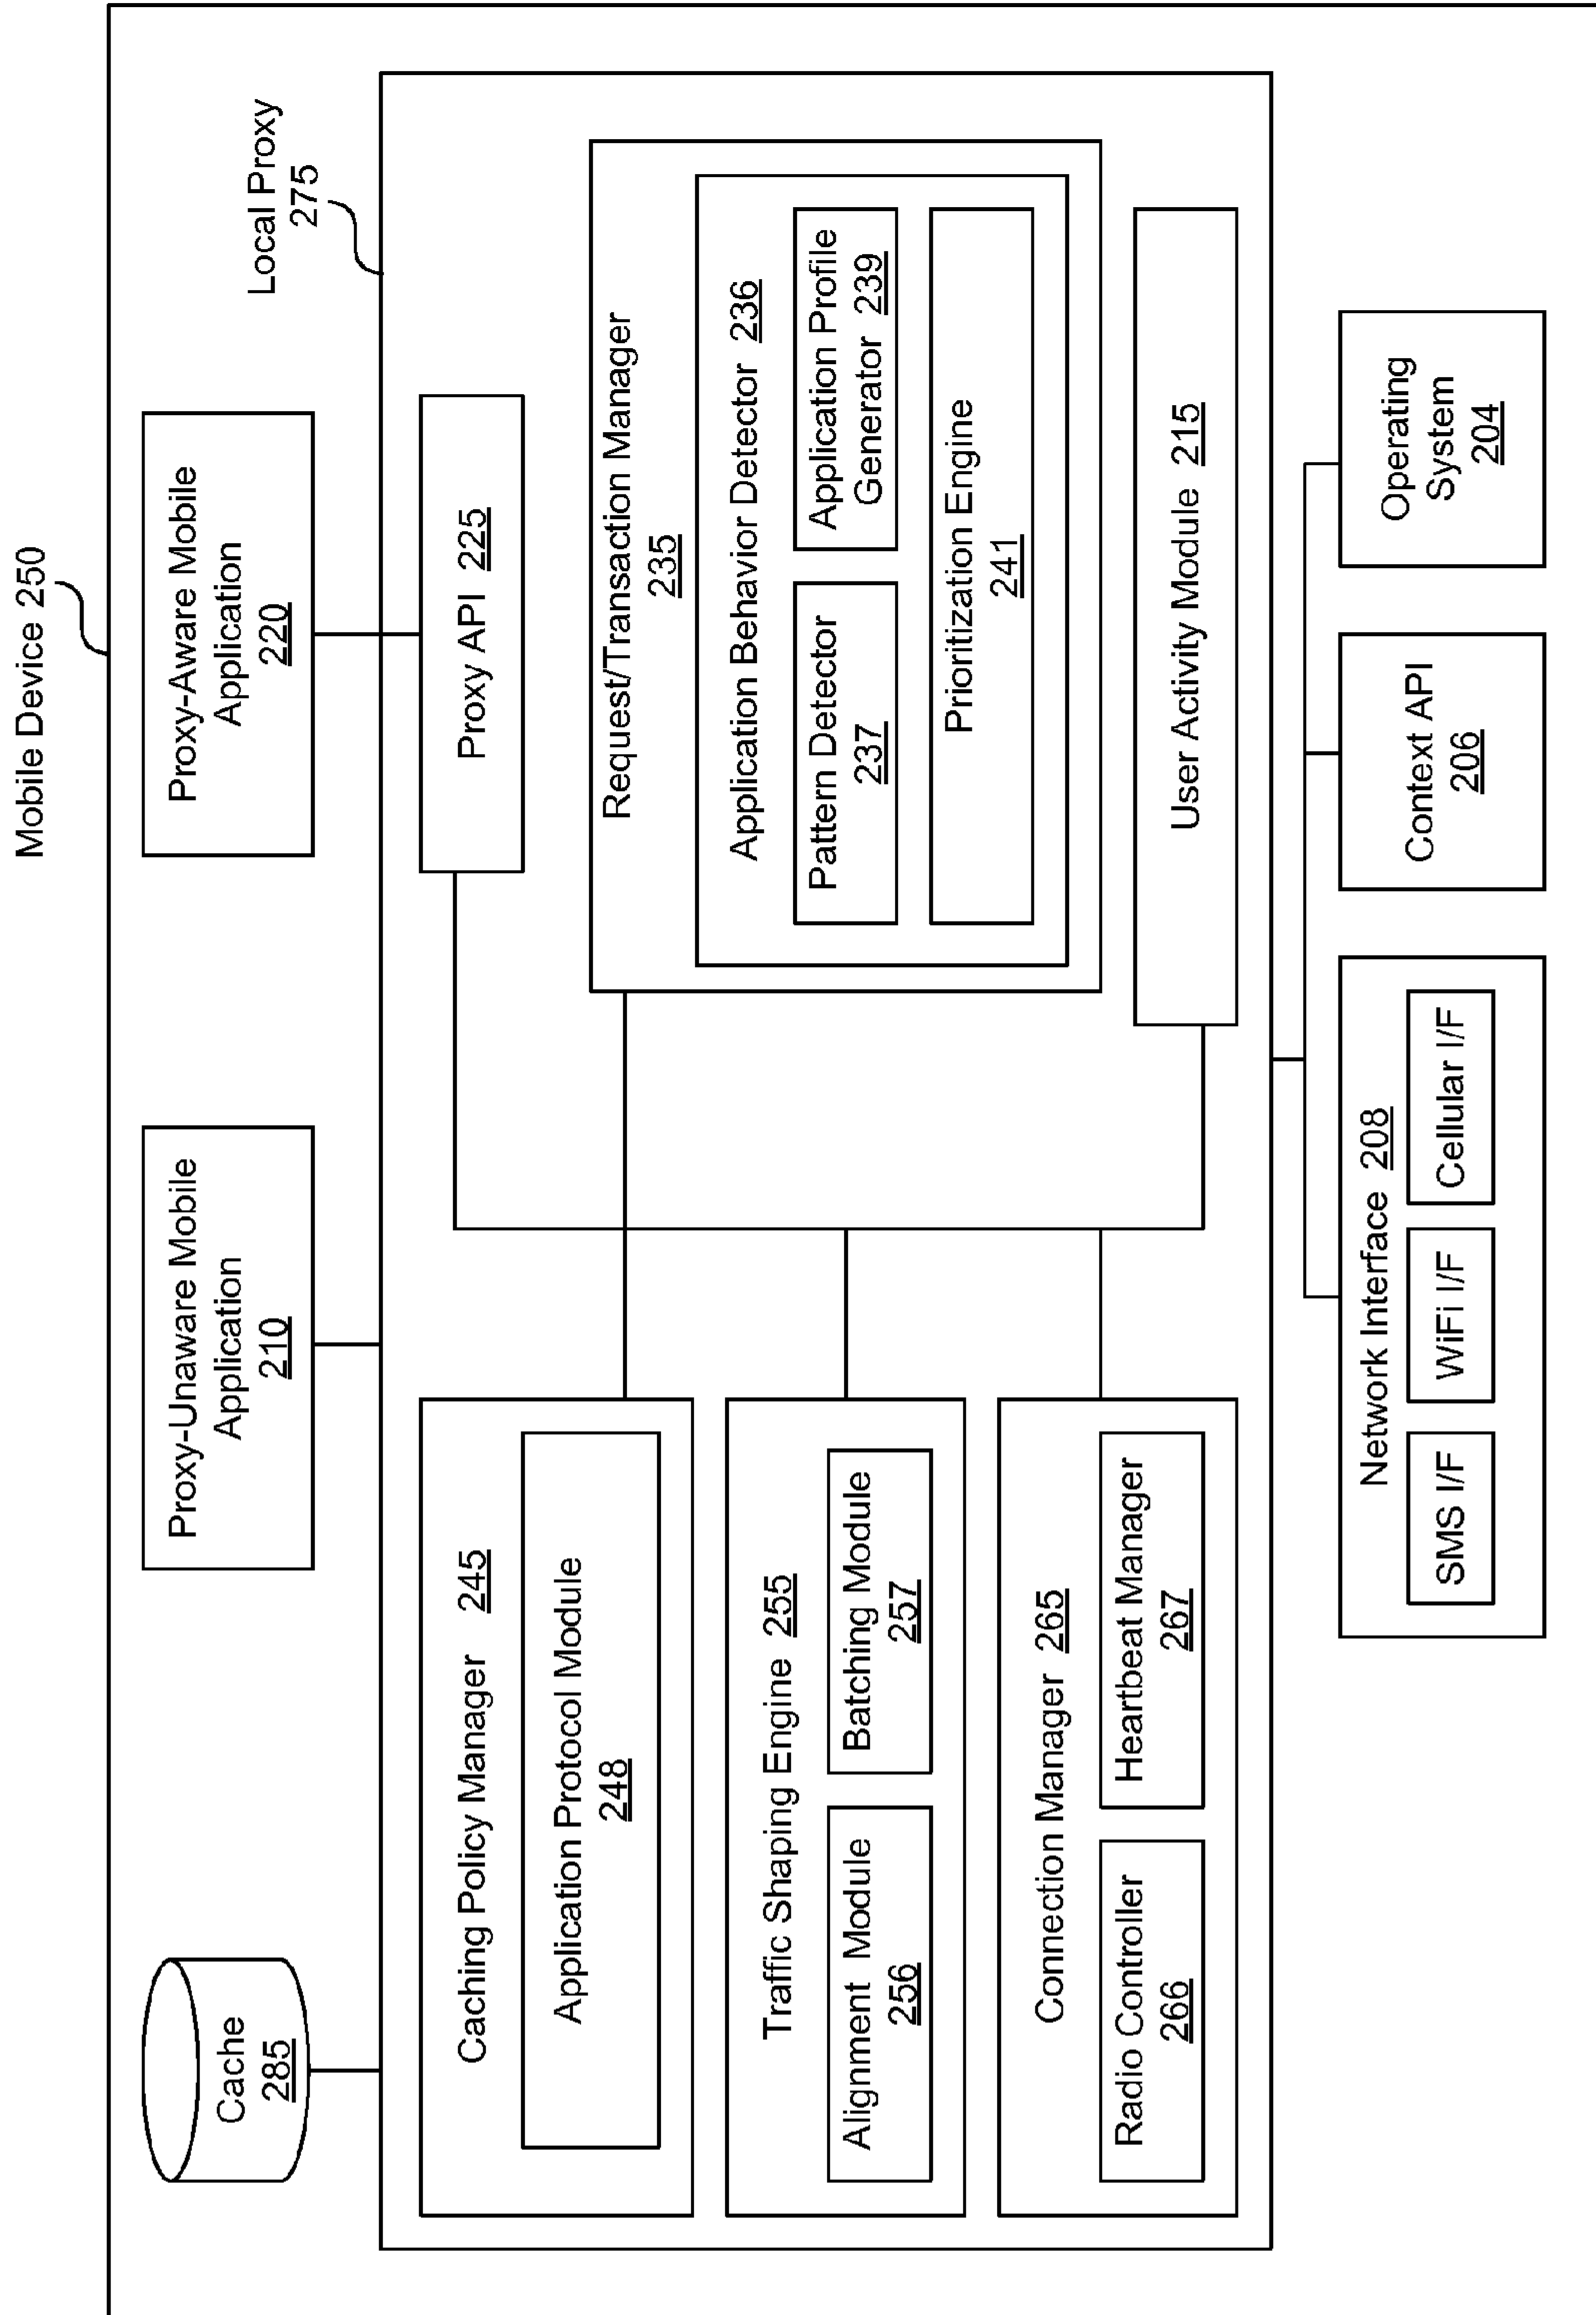 Mobile Device 250
Local Proxy
275
Cache
285
Proxy-Unaware Mobile
Application
210
Proxy-Aware Mobile
Application
220
Caching Policy Manager 245
Application Protocol Module
248
Proxy API 225
Traffic Shaping Engine 255
Alignment Module
256
Batching Module
257
Request/Transaction Manager
235
Application Behavior Detector 236
Pattern Detector
237
Application Profile
Generator 239
Prioritization Engine
241
Connection Manager 265
Radio Controller
266
Heartbeat Manager
267
User Activity Module 215
Network Interface 208
SMS I/F
WiFi I/F
Cellular I/F
Context API
206
Operating
System
204